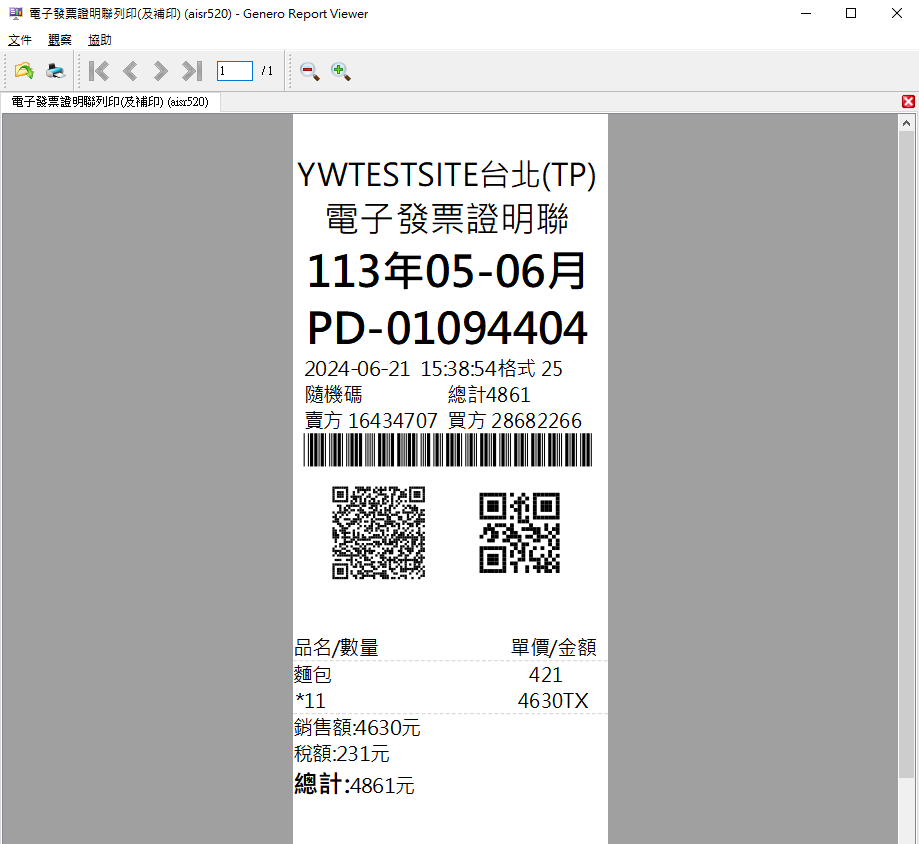 電子發票證明聯列印(及補印) (aisr520) - Genero Report Viewer
文件 觀察 協助
1 /1
電子發票證明聯列印(及補印) (aisr520)
YWTESTSITE台北(TP)
電子發票證明聯
113年05-06月
PD-01094404
2024-06-21 15:38:54格式 25
隨機碼 總計4861
賣方 16434707 買方 28682266
品名/數量 單價/金額
麵包 421
*11 4630TX
銷售額:4630元
稅額:231元
總計:4861元